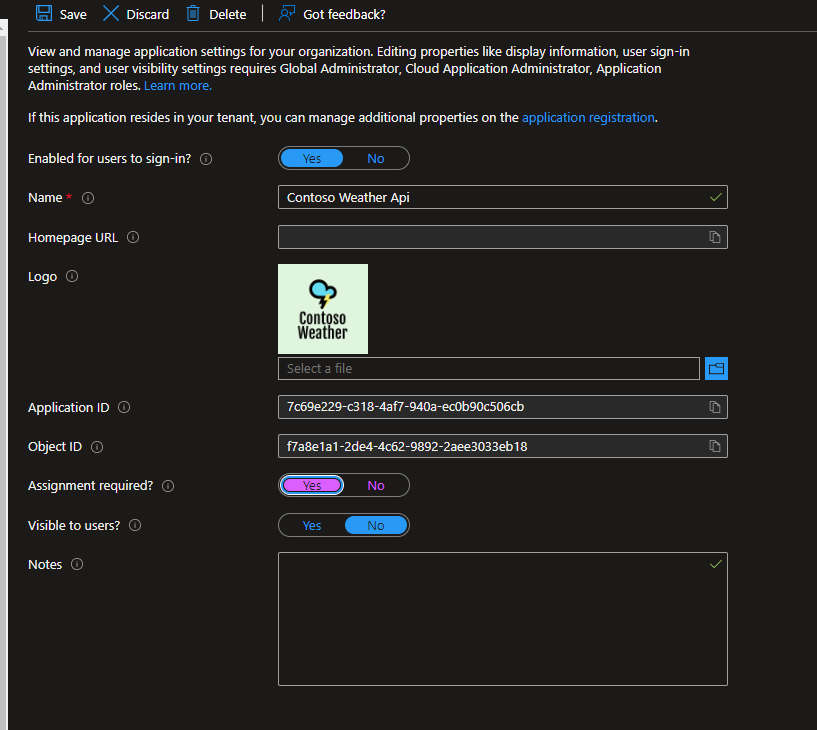 Save Discard Delete Got feedback?
View and manage application settings for your organization. Editing properties like display information, user sign-in
settings, and user visibility settings requires Global Administrator, Cloud Application Administrator, Application
Administrator roles. Learn more.
If this application resides in your tenant, you can manage additional properties on the application registration.
Enabled for users to sign-in? Yes No
Name * Contoso Weather Api
Homepage URL
Logo
Contoso
Weather
Select a file
Application ID 7c69e229-c318-4af7-940a-ec0b90c506cb
Object ID f7a8e1a1-2de4-4c62-9892-2aee3033eb18
Assignment required? Yes No
Visible to users? Yes No
Notes